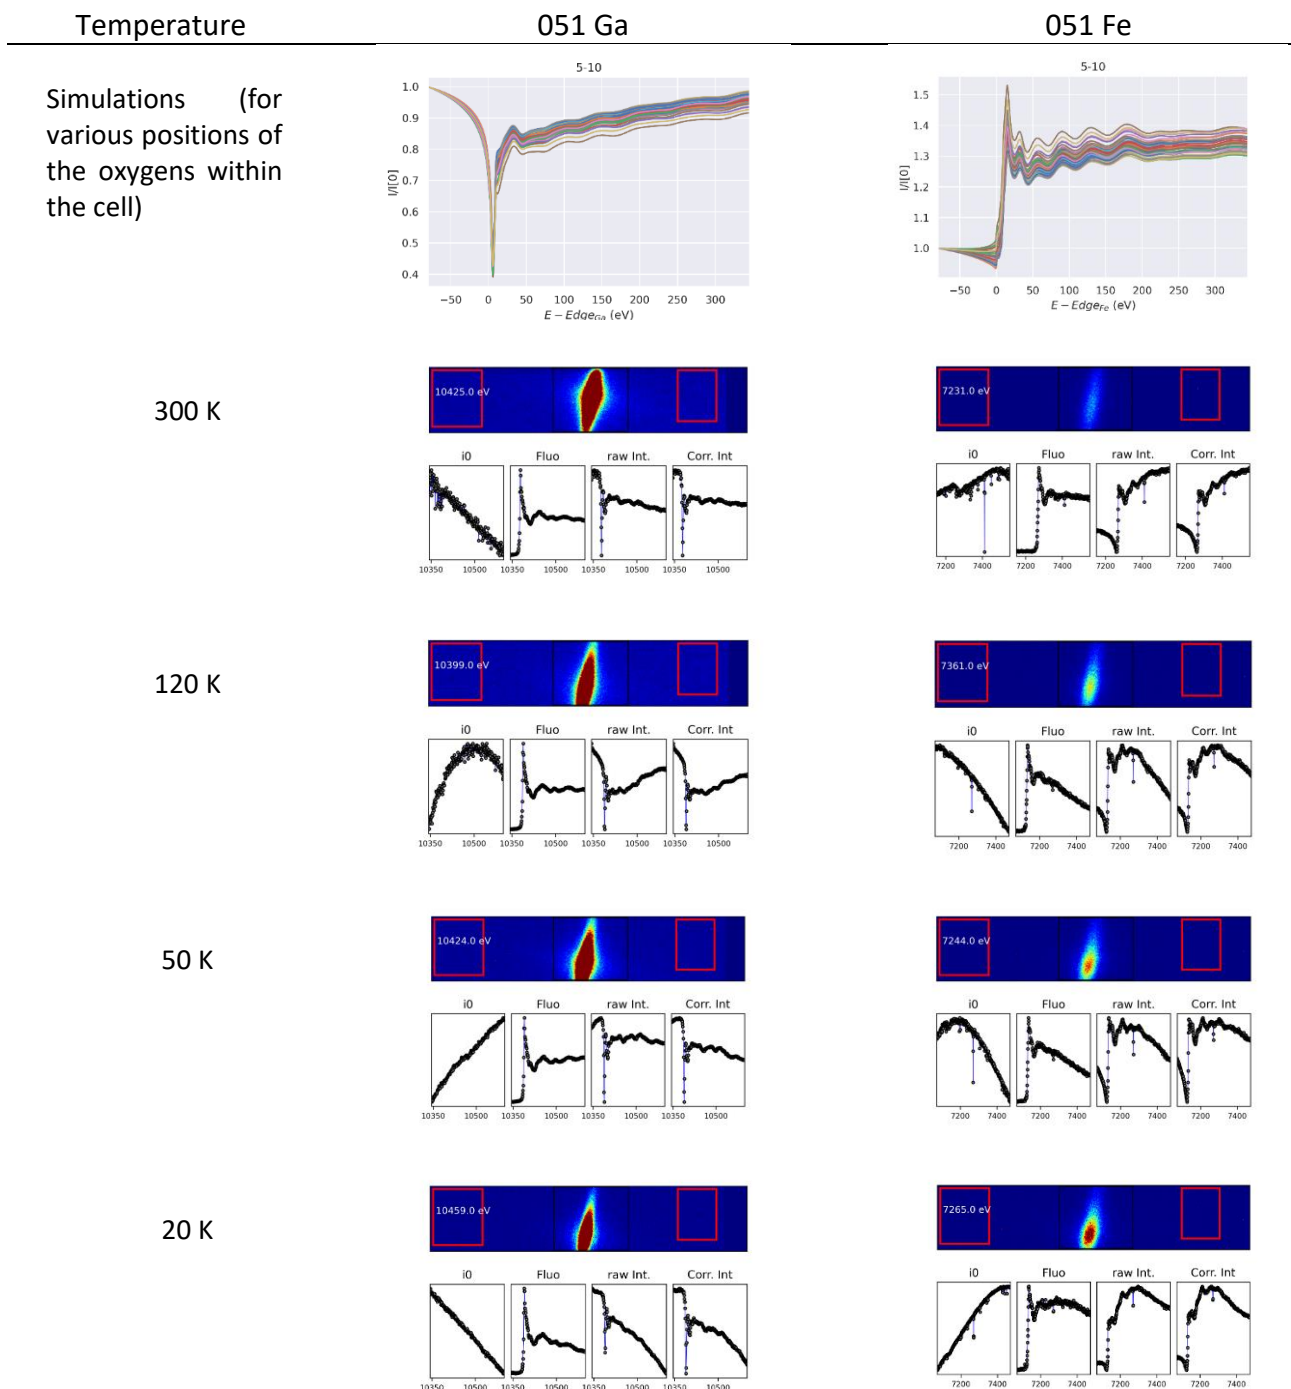 Temperature 051 Ga 051 Fe
Simulations (for
various positions of
the oxygens within
the cell)
5-10
1.0
0.9
0.8
0.7
0.6
0.5
0.4
I/I[0]
−50 0 50 100 150 200 250 300
E − Edge_Ga (eV)
5-10
1.5
1.4
1.3
1.2
1.1
1.0
I/I[0]
−50 0 50 100 150 200 250 300
E − Edge_Fe (eV)
300 K
10425.0 eV
i0 Fluo raw Int. Corr. Int
10350 10500 10350 10500 10350 10500 10350 10500
7231.0 eV
i0 Fluo raw Int. Corr. Int
7200 7400 7200 7400 7200 7400 7200 7400
120 K
10399.0 eV
i0 Fluo raw Int. Corr. Int
10350 10500 10350 10500 10350 10500 10350 10500
7361.0 eV
i0 Fluo raw Int. Corr. Int
7200 7400 7200 7400 7200 7400 7200 7400
50 K
10424.0 eV
i0 Fluo raw Int. Corr. Int
10350 10500 10350 10500 10350 10500 10350 10500
7244.0 eV
i0 Fluo raw Int. Corr. Int
7200 7400 7200 7400 7200 7400 7200 7400
20 K
10459.0 eV
i0 Fluo raw Int. Corr. Int
10350 10500 10350 10500 10350 10500 10350 10500
7265.0 eV
i0 Fluo raw Int. Corr. Int
7200 7400 7200 7400 7200 7400 7200 7400